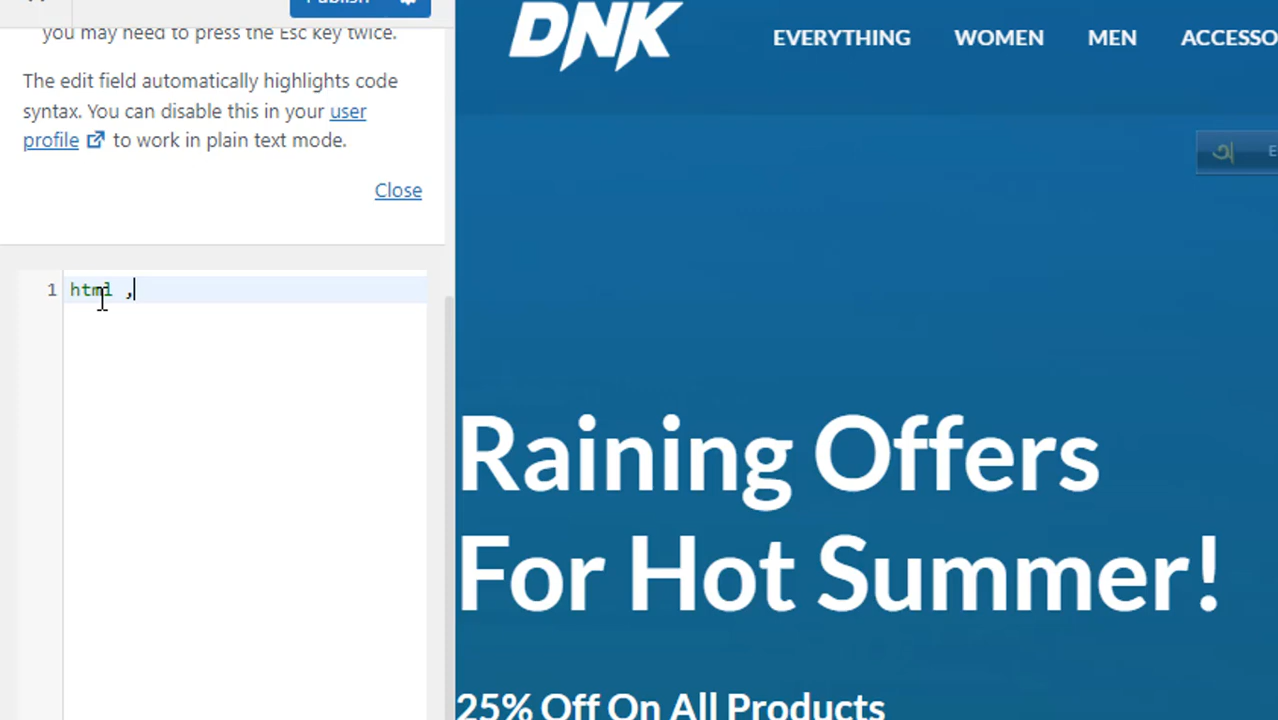 Publish
you may need to press the Esc key twice.
The edit field automatically highlights code
syntax. You can disable this in your user
profile to work in plain text mode.
Close
1 html ,
DNK
EVERYTHING WOMEN MEN ACCESSO
অ E
Raining Offers
For Hot Summer!
25% Off On All Products